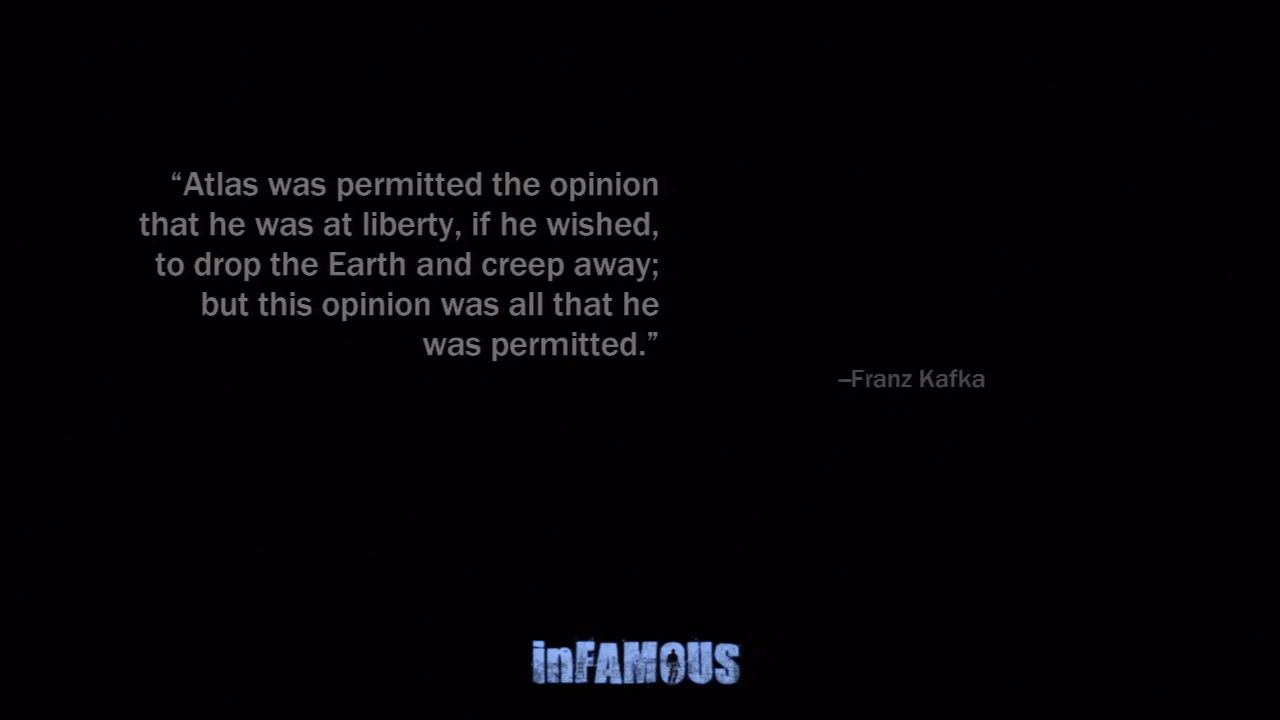 “Atlas was permitted the opinion
that he was at liberty, if he wished,
to drop the Earth and creep away;
but this opinion was all that he
was permitted.”
–Franz Kafka
inFAMOUS